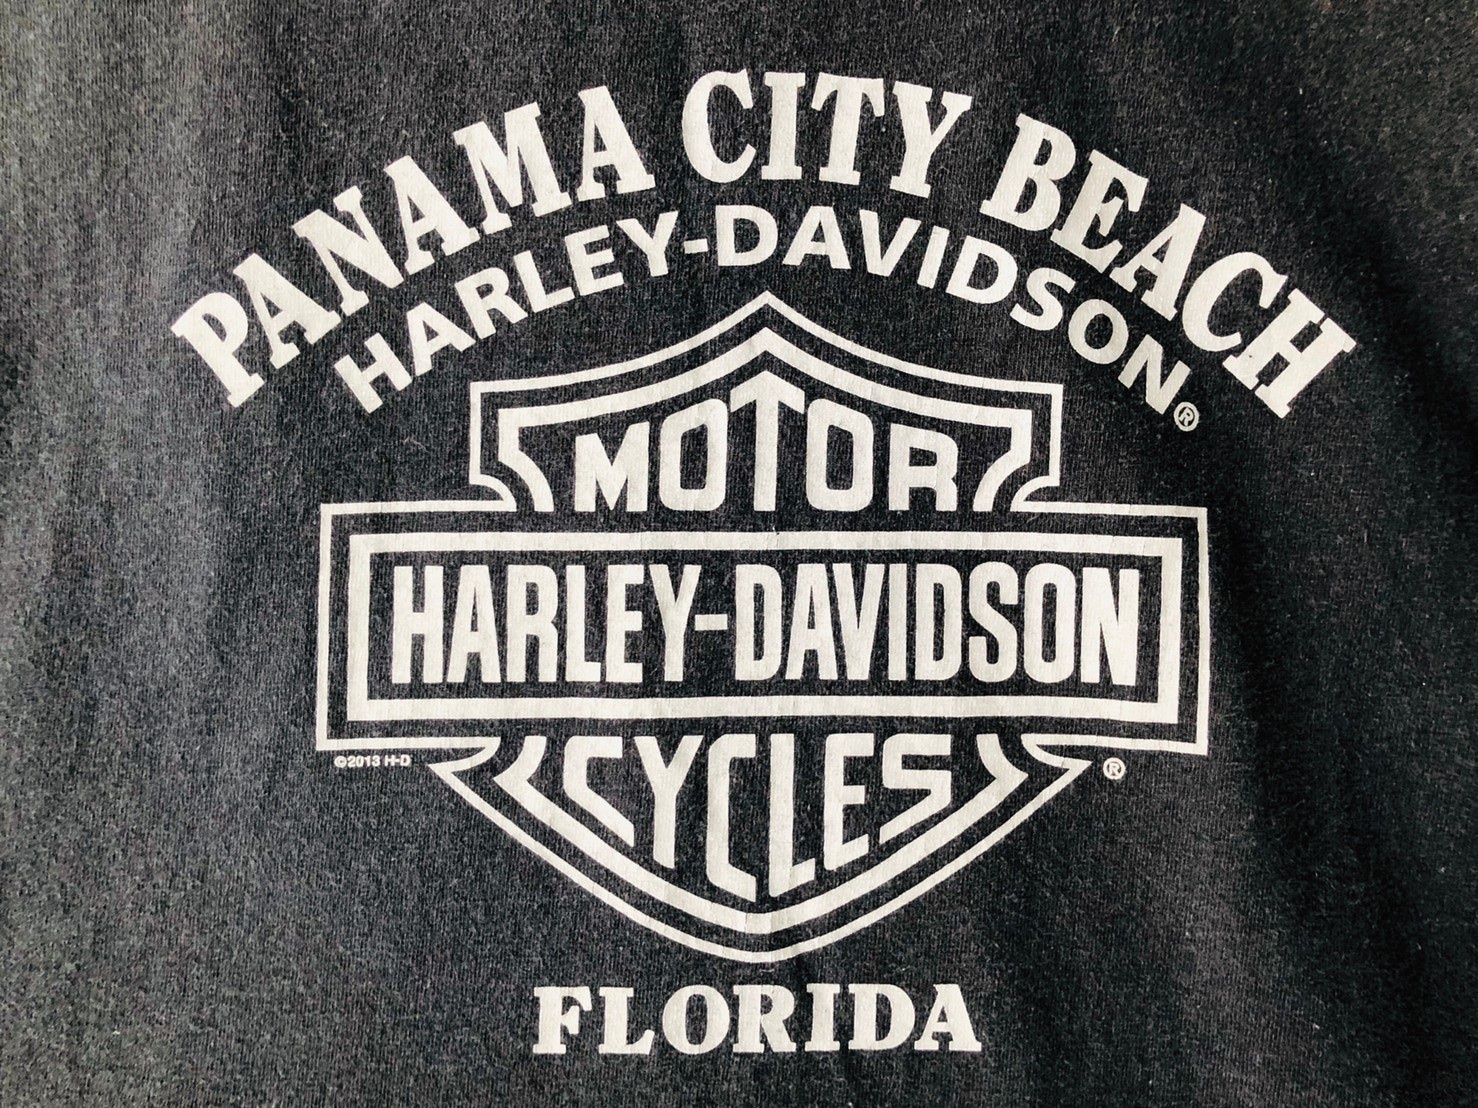 PANAMA CITY BEACH
HARLEY-DAVIDSON®
MOTOR
HARLEY-DAVIDSON
CYCLES
©2013 H-D
®
FLORIDA